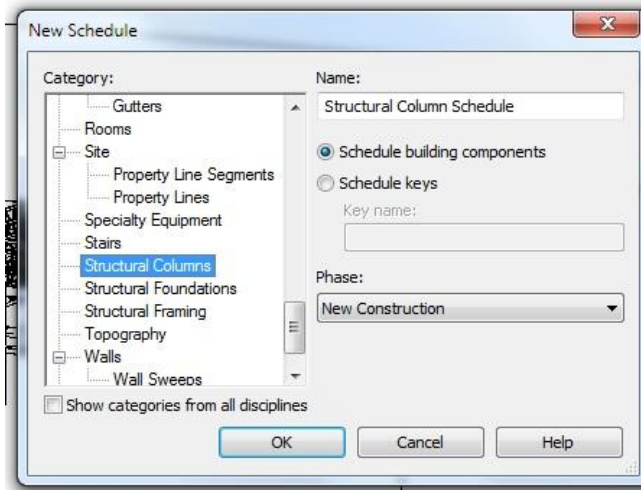 New Schedule
Category:
Gutters
Rooms
Site
Property Line Segments
Property Lines
Specialty Equipment
Stairs
Structural Columns
Structural Foundations
Structural Framing
Topography
Walls
Wall Sweeps
Show categories from all disciplines
Name:
Structural Column Schedule
Schedule building components
Schedule keys
Key name:
Phase:
New Construction
OK
Cancel
Help